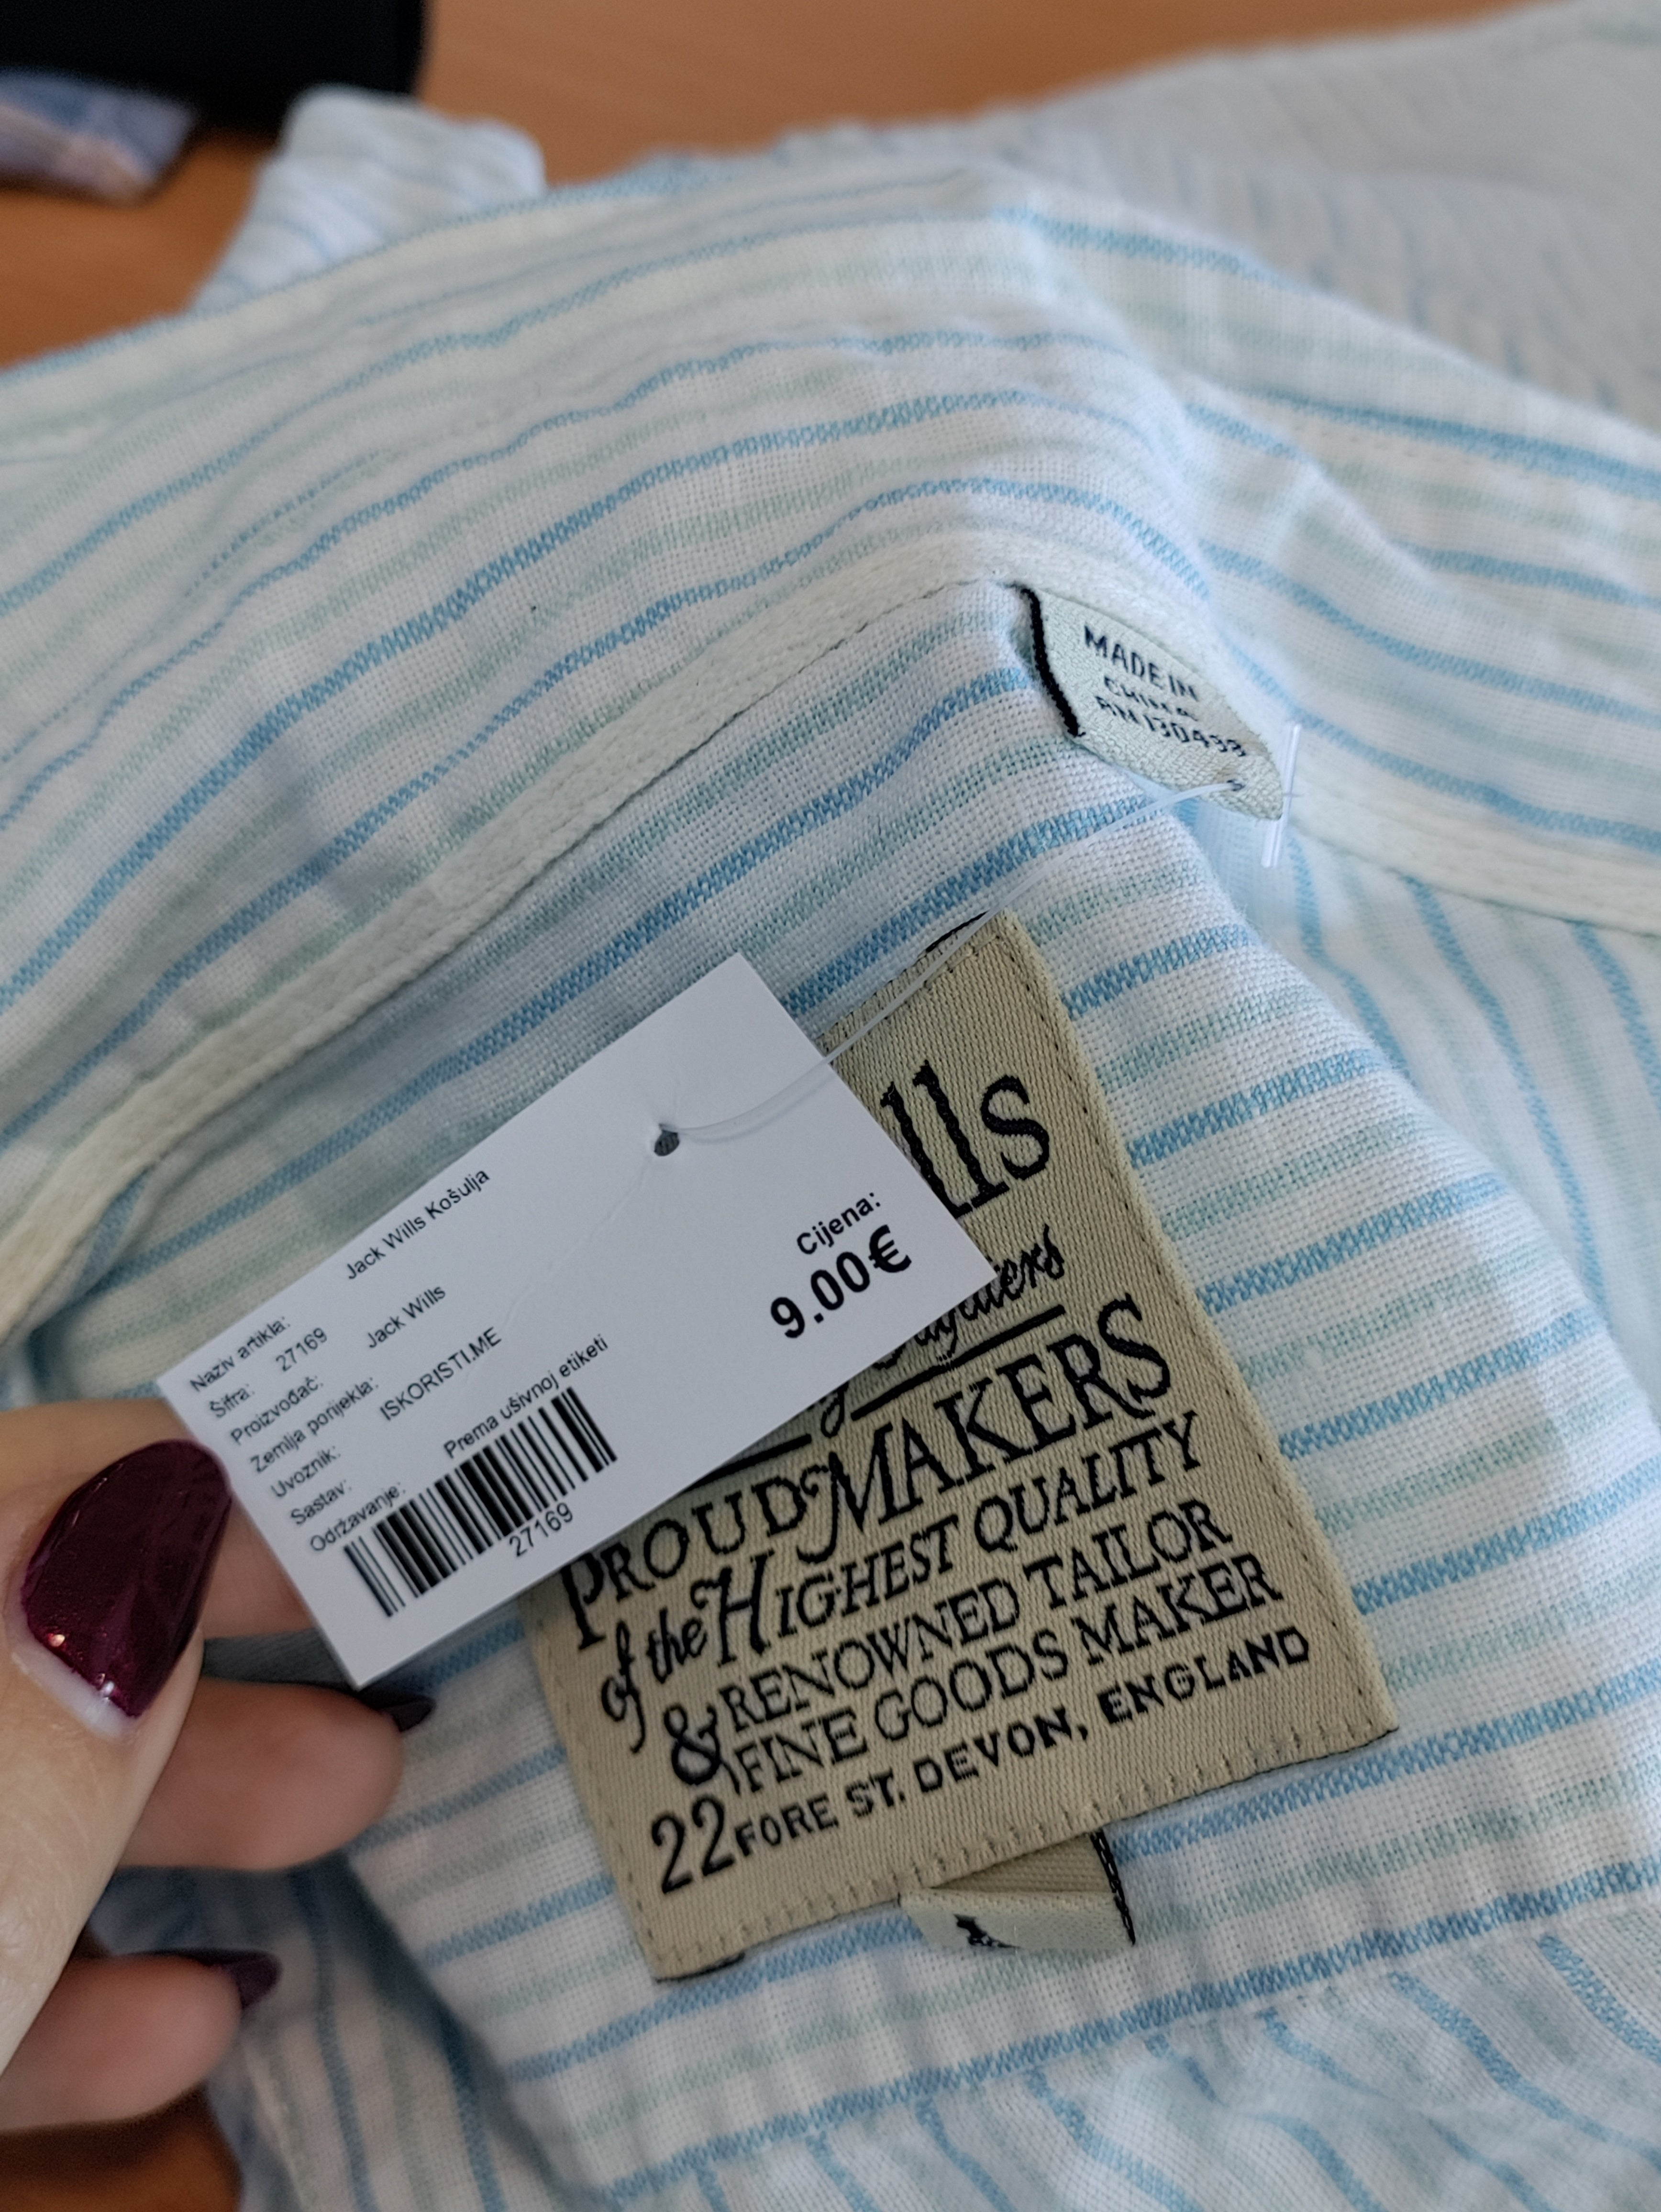 MADE IN
CHINA
RN 130498
Naziv artikla: Jack Wills Košulja
Šifra: 27169
Proizvođač: Jack Wills
Zemlja porijekla:
Uvoznik: ISKORISTI.ME
Sastav:
Održavanje: Prema ušivnoj etiketi
27169
Cijena:
9.00€
PROUD MAKERS
of the HIGHEST QUALITY
& RENOWNED TAILOR
FINE GOODS MAKER
22 FORE ST. DEVON, ENGLAND